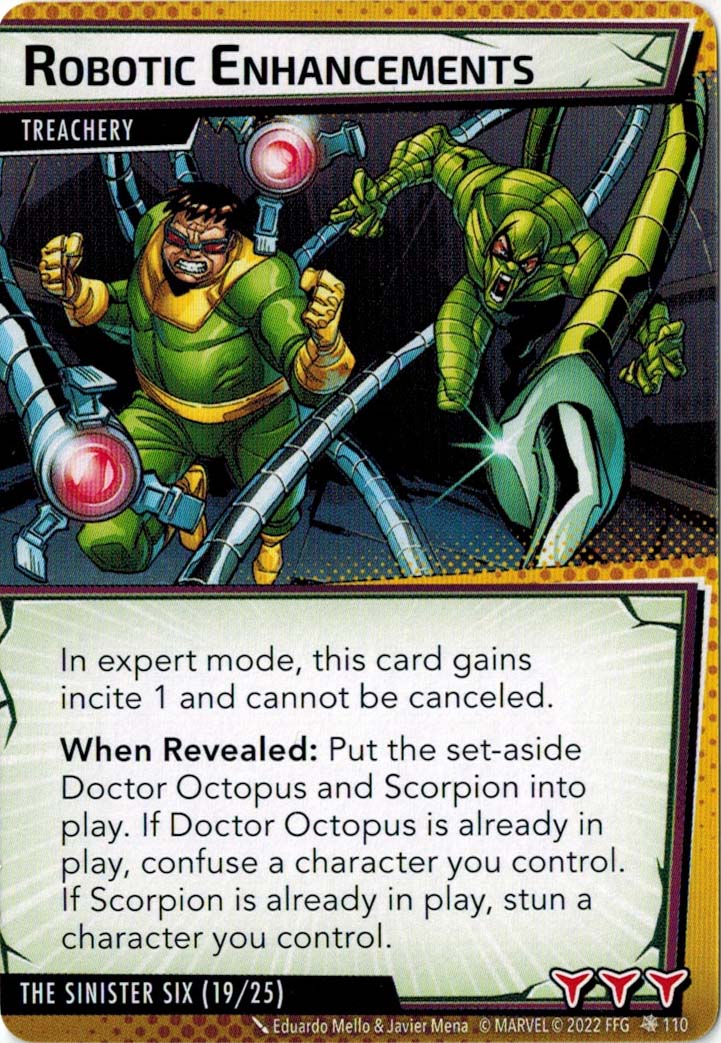 Robotic Enhancements
TREACHERY
In expert mode, this card gains
incite 1 and cannot be canceled.
When Revealed: Put the set-aside
Doctor Octopus and Scorpion into
play. If Doctor Octopus is already in
play, confuse a character you control.
If Scorpion is already in play, stun a
character you control.
THE SINISTER SIX (19/25)
Eduardo Mello & Javier Mena © MARVEL © 2022 FFG 110